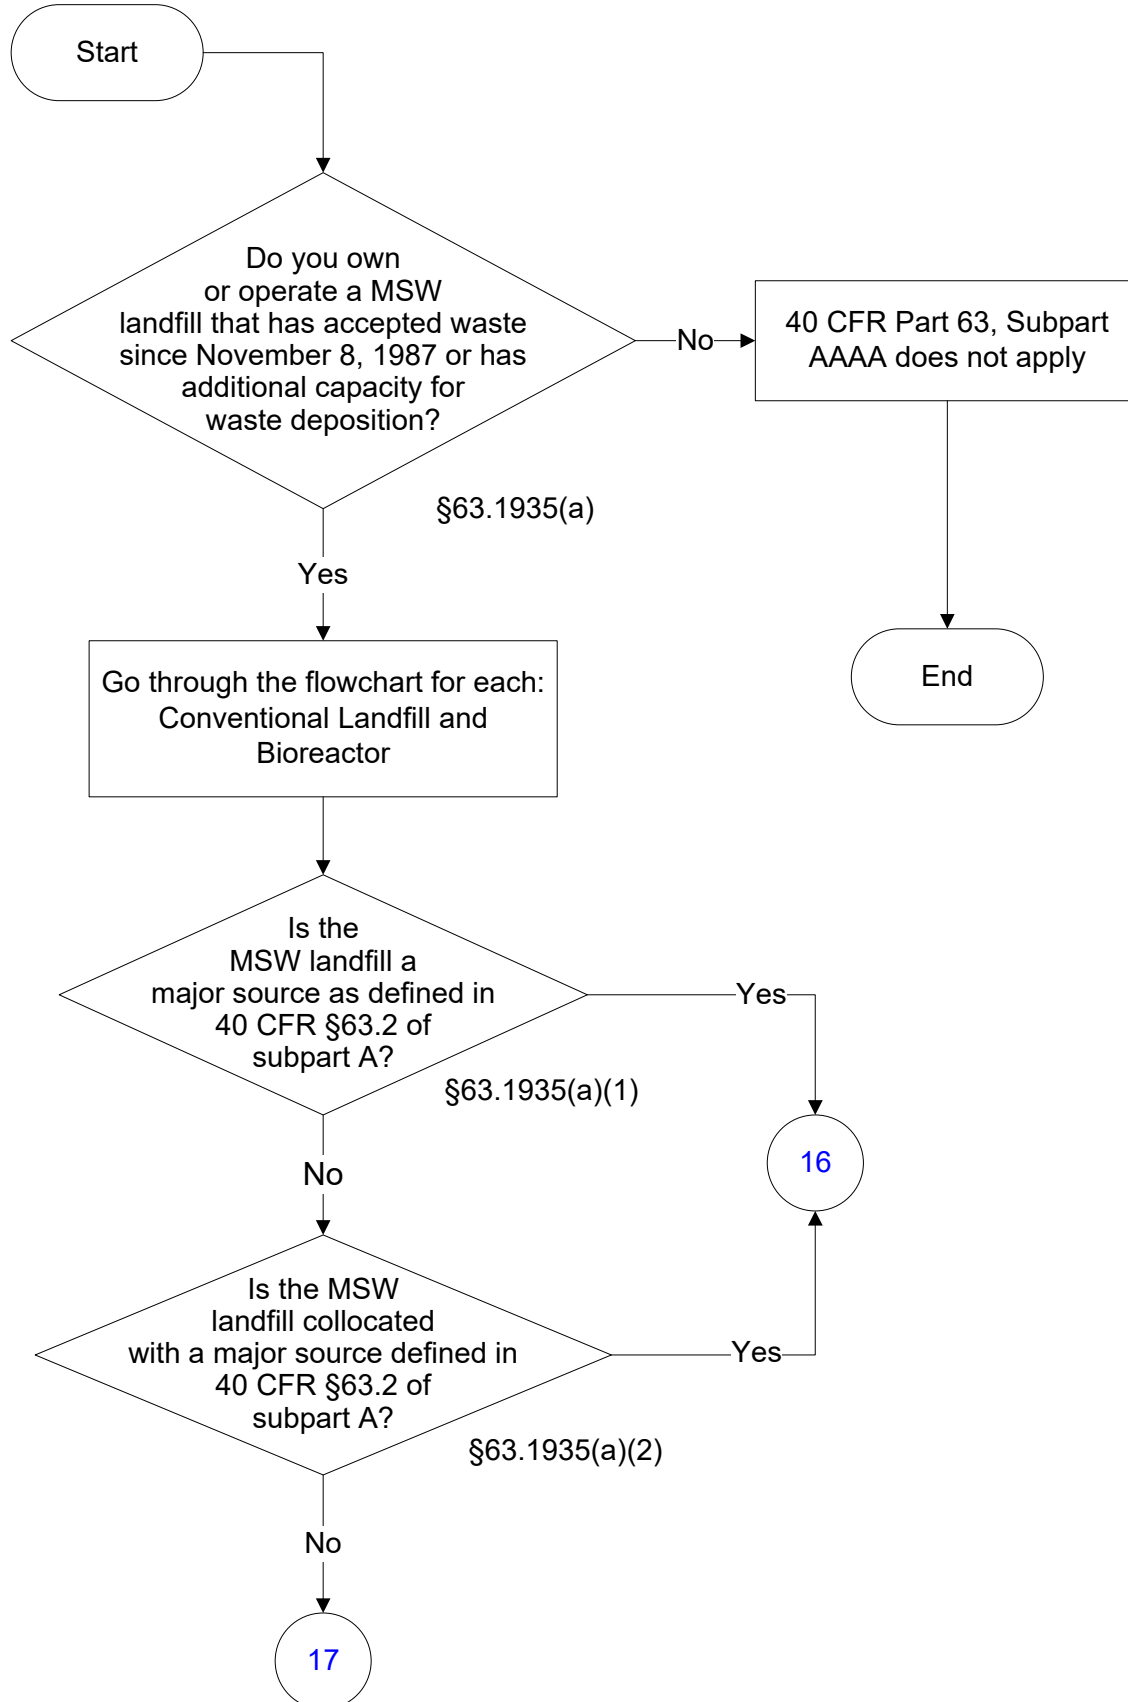 Start
Do you own
or operate a MSW
landfill that has accepted waste
since November 8, 1987 or has
additional capacity for
waste deposition?
No
40 CFR Part 63, Subpart
AAAA does not apply
§63.1935(a)
Yes
End
Go through the flowchart for each:
Conventional Landfill and
Bioreactor
Is the
MSW landfill a
major source as defined in
40 CFR §63.2 of
subpart A?
Yes
§63.1935(a)(1)
16
No
Is the MSW
landfill collocated
with a major source defined in
40 CFR §63.2 of
subpart A?
Yes
§63.1935(a)(2)
No
17